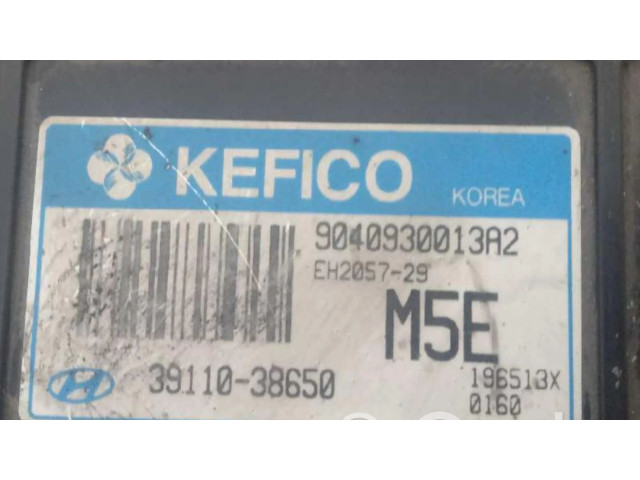 KEFICO KOREA
9040930013A2
EH2057-29
M5E
39110-38650 196513X
0160